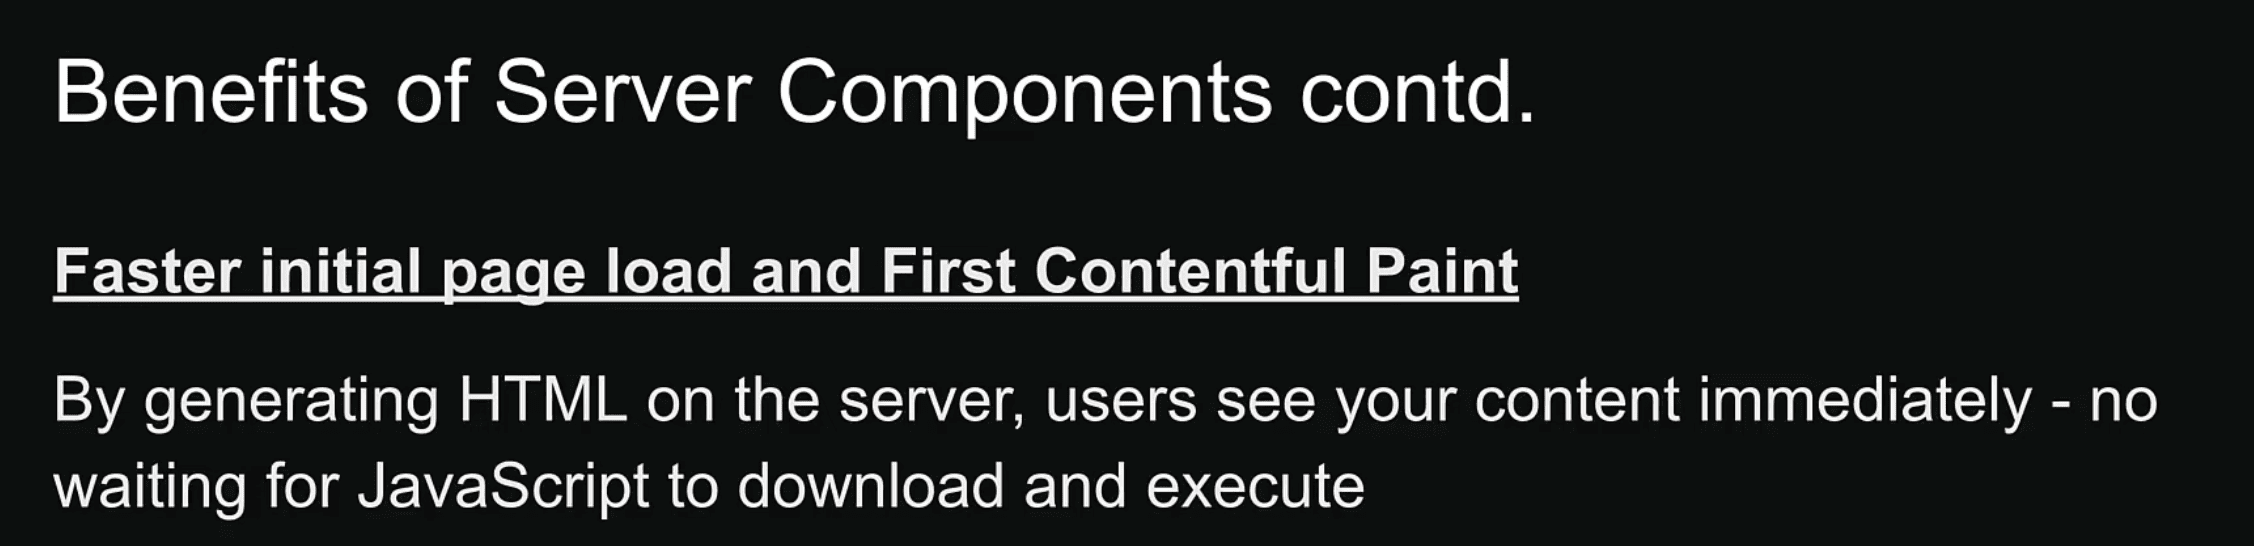 Benefits of Server Components contd.
Faster initial page load and First Contentful Paint
By generating HTML on the server, users see your content immediately - no
waiting for JavaScript to download and execute